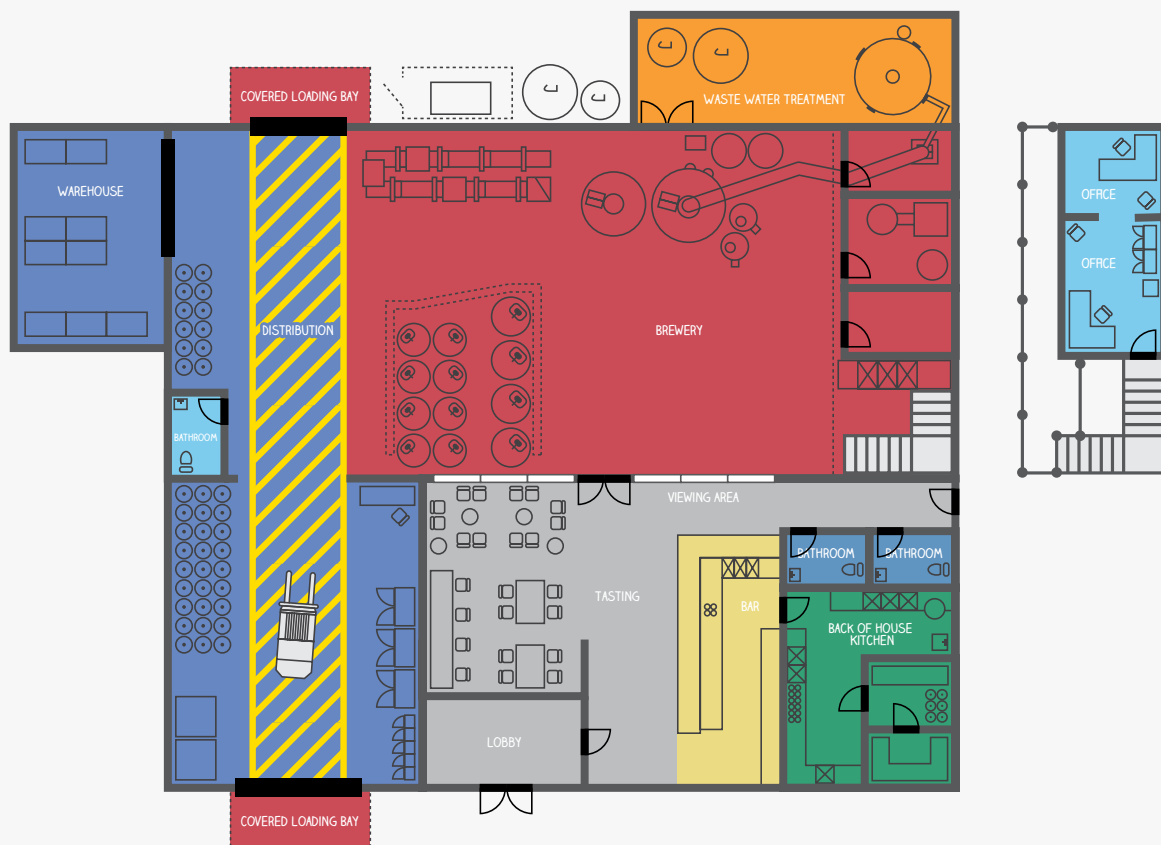 COVERED LOADING BAY
WASTE WATER TREATMENT
WAREHOUSE
OFFICE
OFFICE
DISTRIBUTION
BREWERY
BATHROOM
VIEWING AREA
BATHROOM
BATHROOM
TASTING
BAR
BACK OF HOUSE
KITCHEN
LOBBY
COVERED LOADING BAY